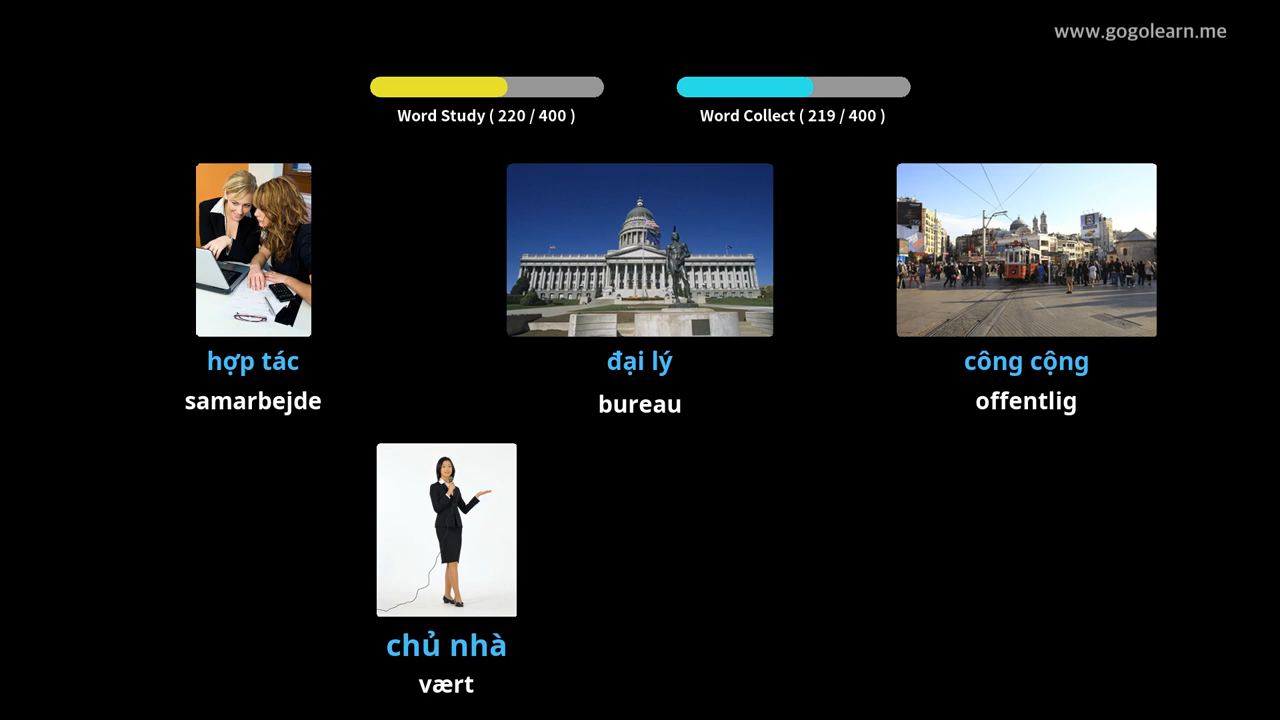 www.gogolearn.me
Word Study ( 220 / 400 )
Word Collect ( 219 / 400 )
hợp tác
samarbejde
đại lý
bureau
công cộng
offentlig
chủ nhà
vært